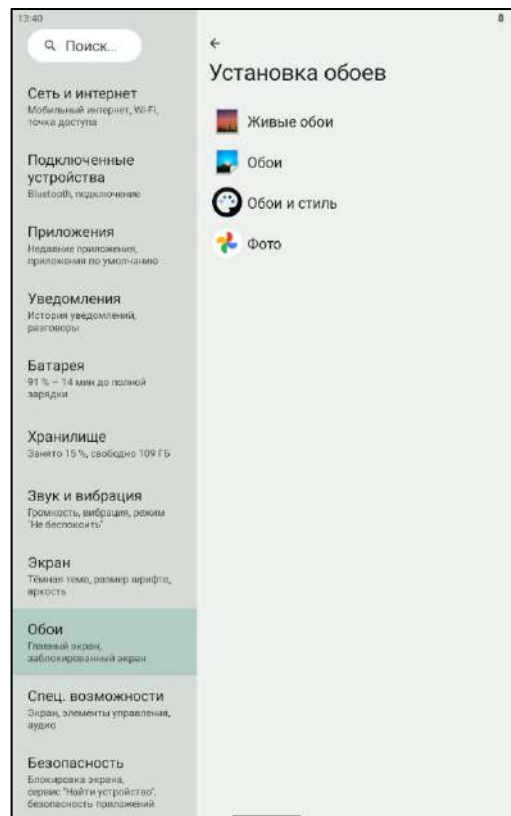 13:40
Поиск...
Сеть и интернет
Мобильный интернет, Wi-Fi,
точка доступа
Подключенные
устройства
Bluetooth, подключение
Приложения
Недавние приложения,
приложения по умолчанию
Уведомления
История уведомлений,
разговоры
Батарея
91 % – 14 мин до полной
зарядки
Хранилище
Занято 15 %, свободно 109 ГБ
Звук и вибрация
Громкость, вибрация, режим
"Не беспокоить"
Экран
Тёмная тема, размер шрифта,
яркость
Обои
Главный экран,
заблокированный экран
Спец. возможности
Экран, элементы управления,
аудио
Безопасность
Блокировка экрана,
сервис "Найти устройство",
безопасность приложений
Установка обоев
Живые обои
Обои
Обои и стиль
Фото